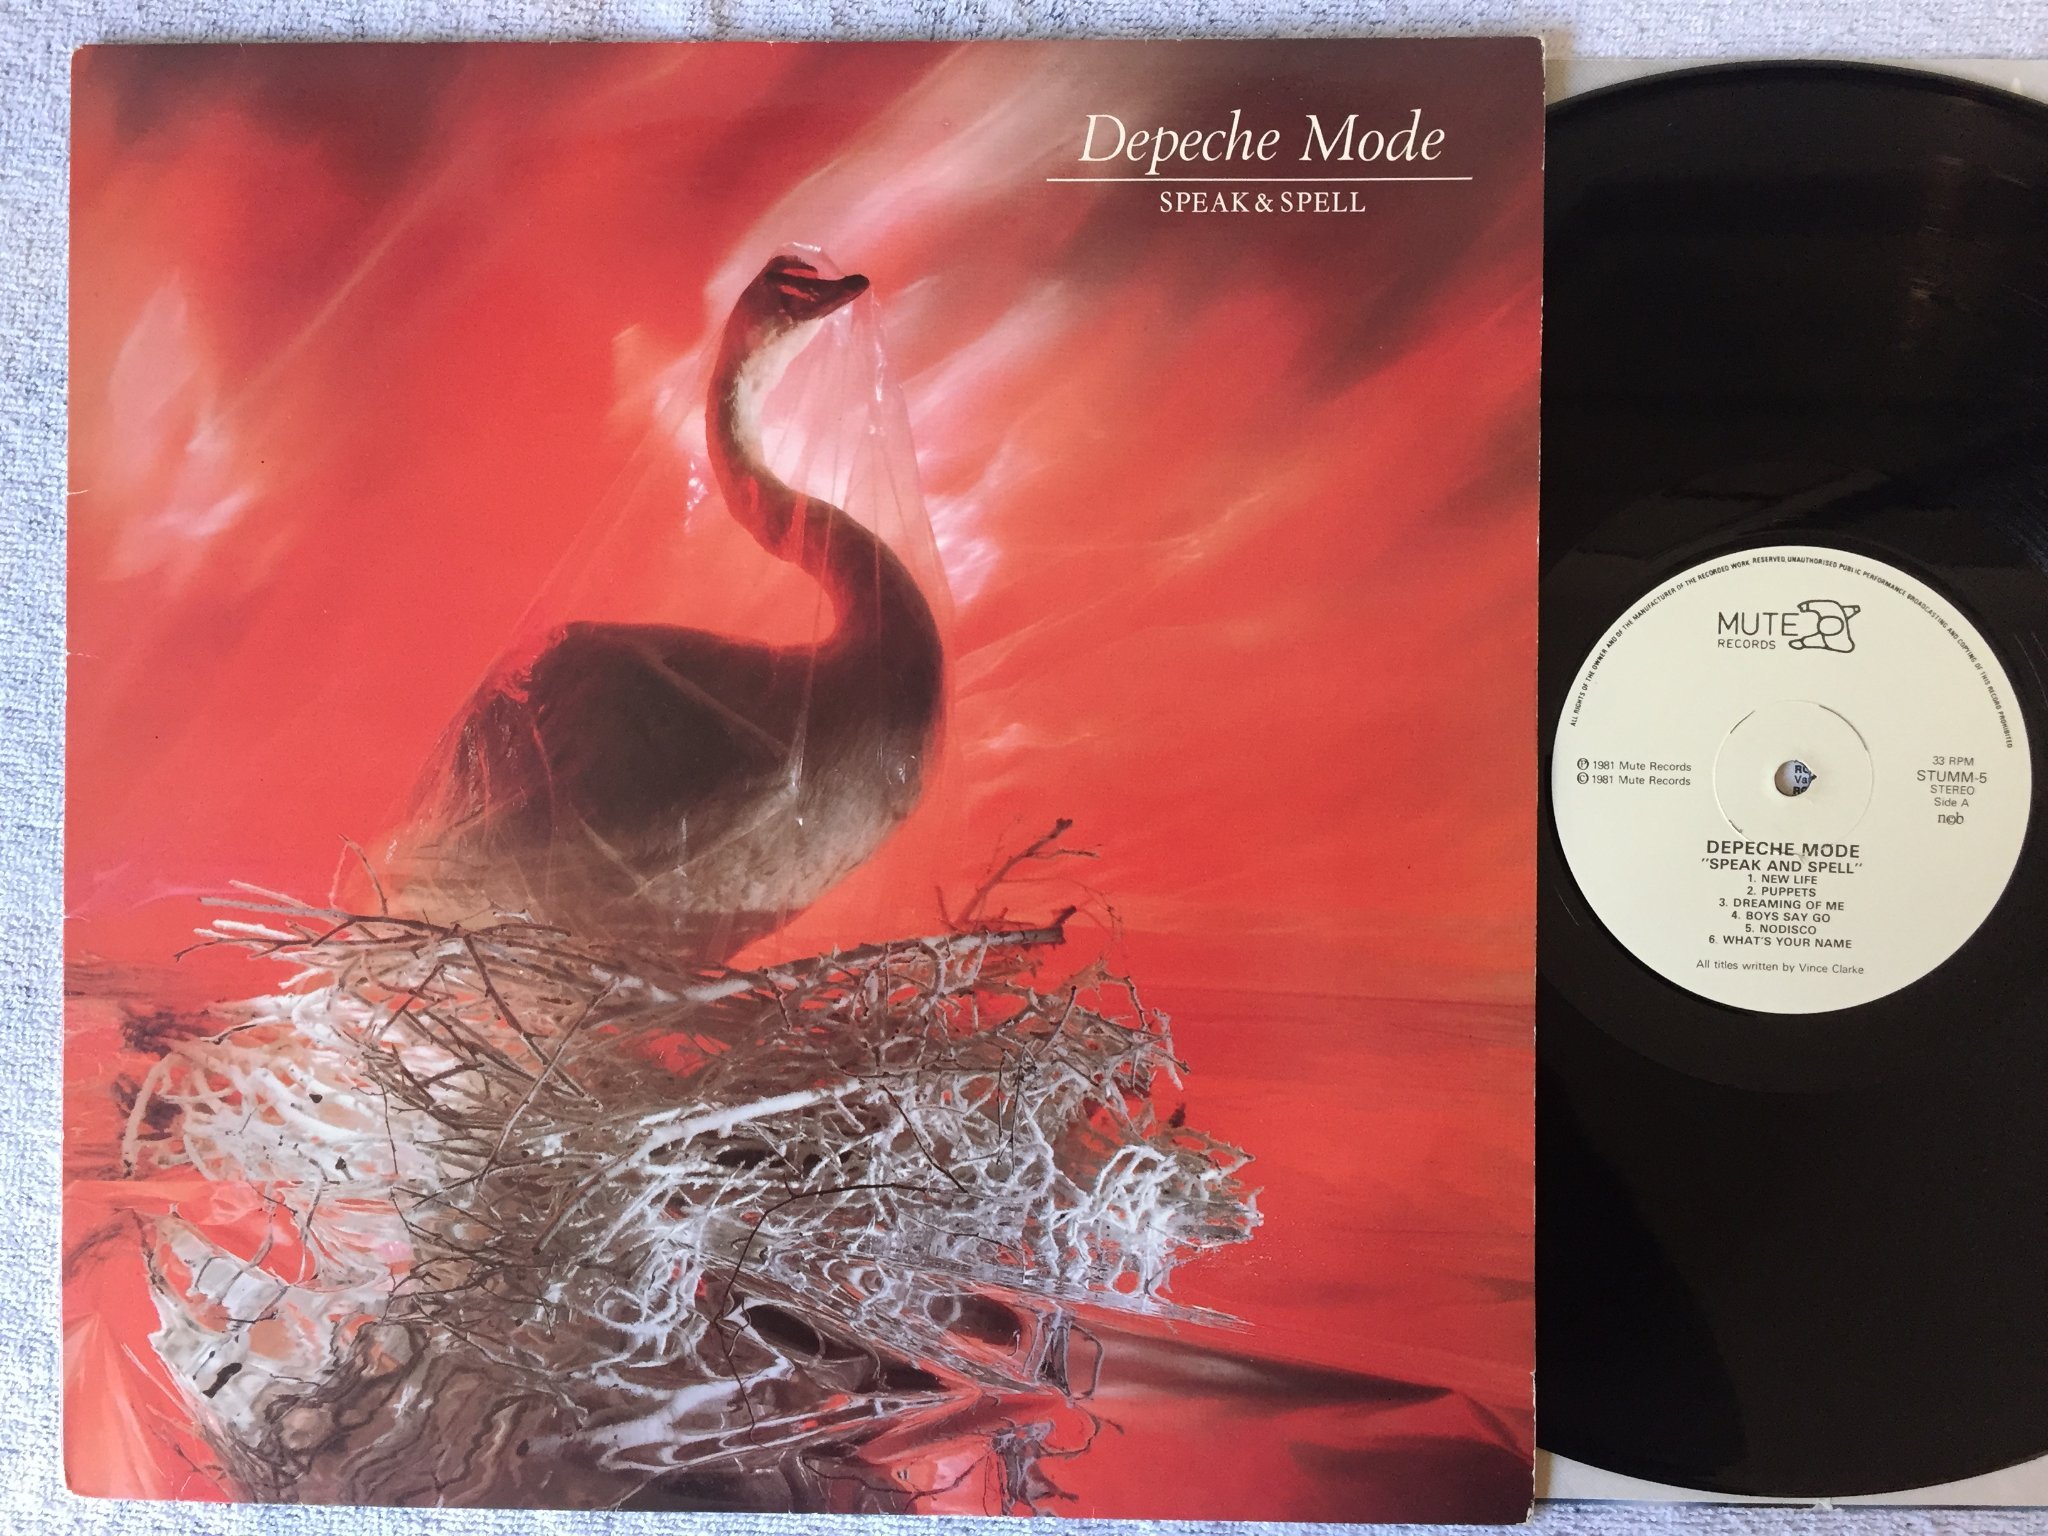 Depeche Mode
SPEAK & SPELL
ALL RIGHTS OF THE OWNER AND OF THE MANUFACTURER OF THE RECORDED WORK RESERVED, UNAUTHORISED PUBLIC PERFORMANCE BROADCASTING AND COPYING OF THIS RECORD PROHIBITED
MUTE
RECORDS
Ⓟ 1981 Mute Records
© 1981 Mute Records
33 RPM
STUMM-5
STEREO
Side A
n©b
DEPECHE MODE
"SPEAK AND SPELL"
1. NEW LIFE
2. PUPPETS
3. DREAMING OF ME
4. BOYS SAY GO
5. NODISCO
6. WHAT'S YOUR NAME
All titles written by Vince Clarke